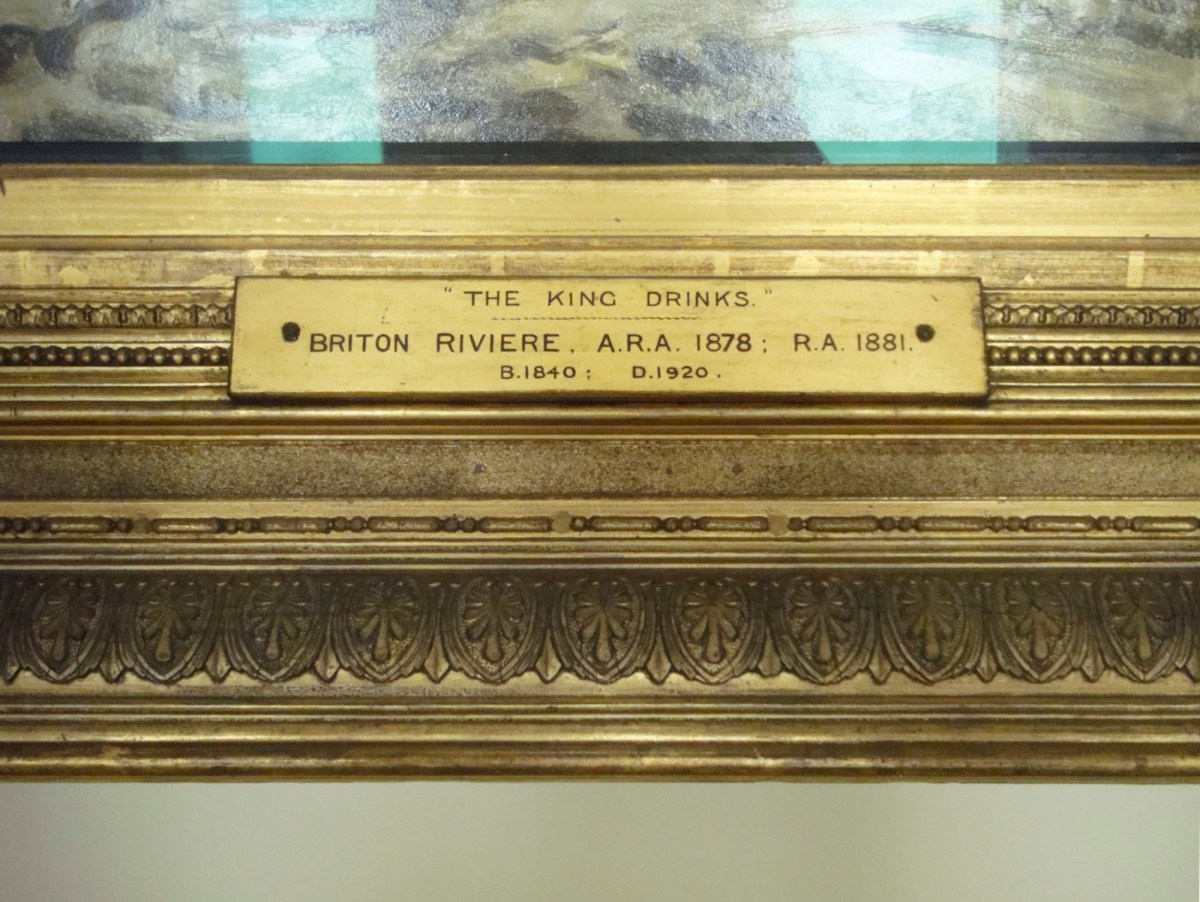 "THE KING DRINKS."
BRITON RIVIERE, A.R.A. 1878; R.A. 1881.
B.1840; D.1920.